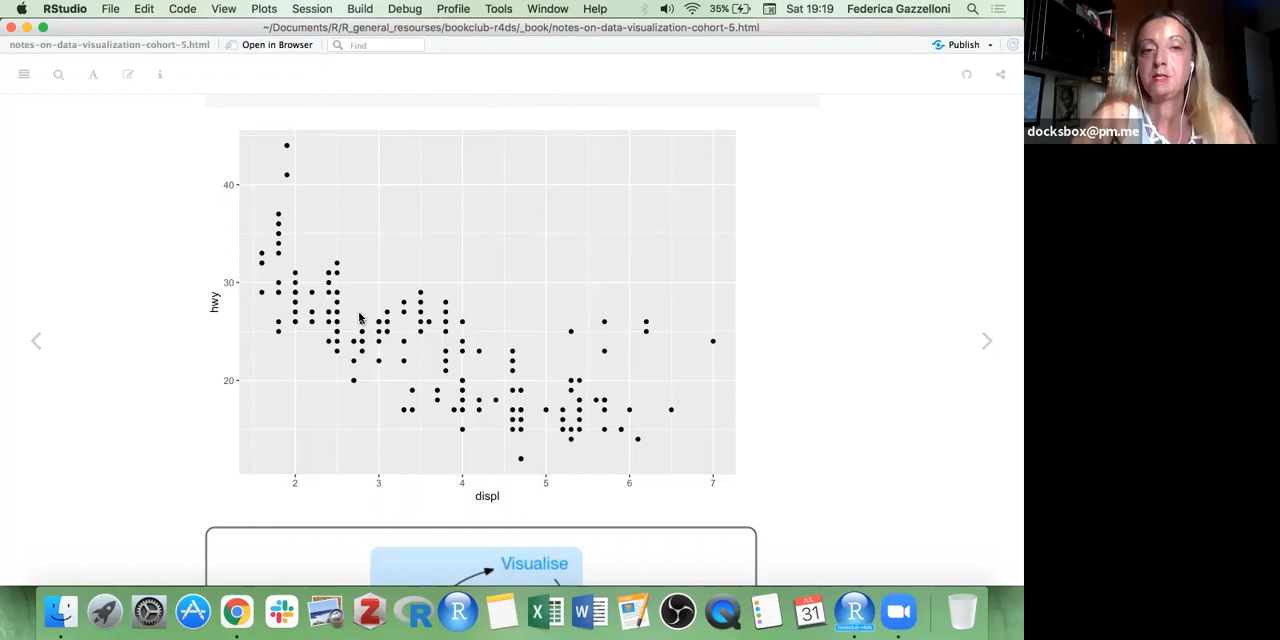 RStudio File Edit Code View Plots Session Build Debug Profile Tools Window Help 35% Sat 19:19 Federica Gazzelloni
~/Documents/R/R_general_resourses/bookclub-r4ds/_book/notes-on-data-visualization-cohort-5.html
notes-on-data-visualization-cohort-5.html Open in Browser Find Publish
docksbox@pm.me
40
30
hwy
20
2 3 4 5 6 7
displ
Visualise
31
bookclub-r4ds